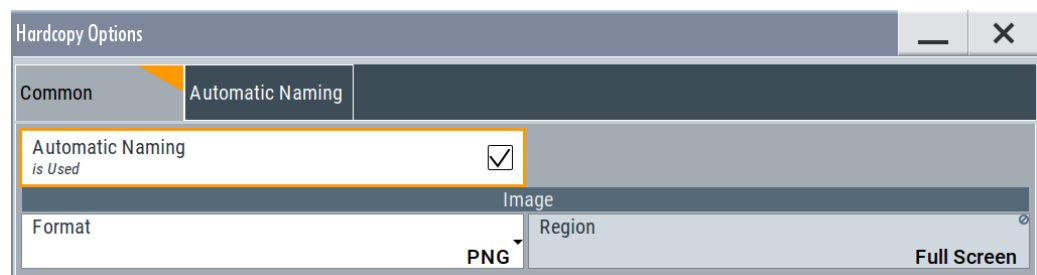 Hardcopy Options
Common
Automatic Naming
Automatic Naming
is Used
Image
Format
PNG
Region
Full Screen